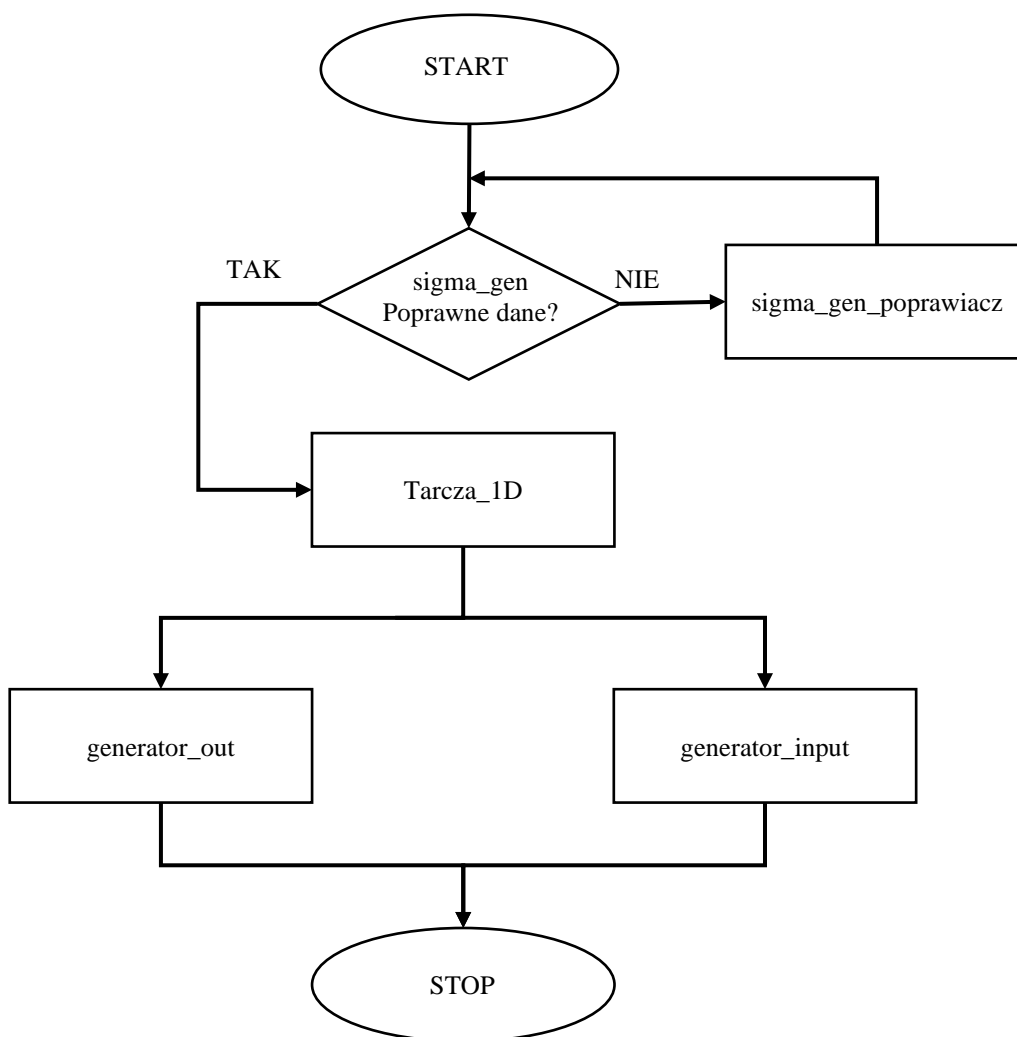 START
TAK
sigma_gen
Poprawne dane?
NIE
sigma_gen_poprawiacz
Tarcza_1D
generator_out
generator_input
STOP